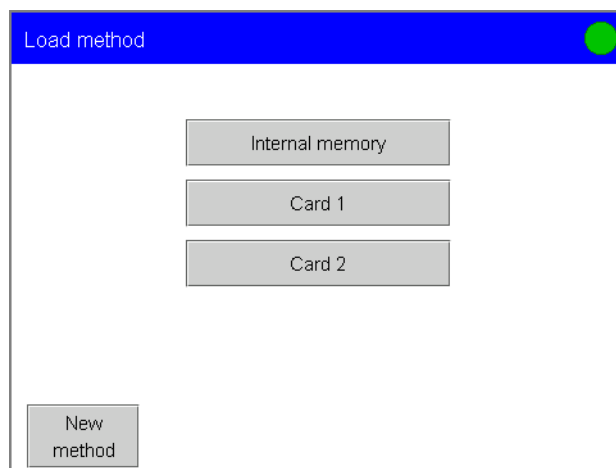 Load method
Internal memory
Card 1
Card 2
New
method